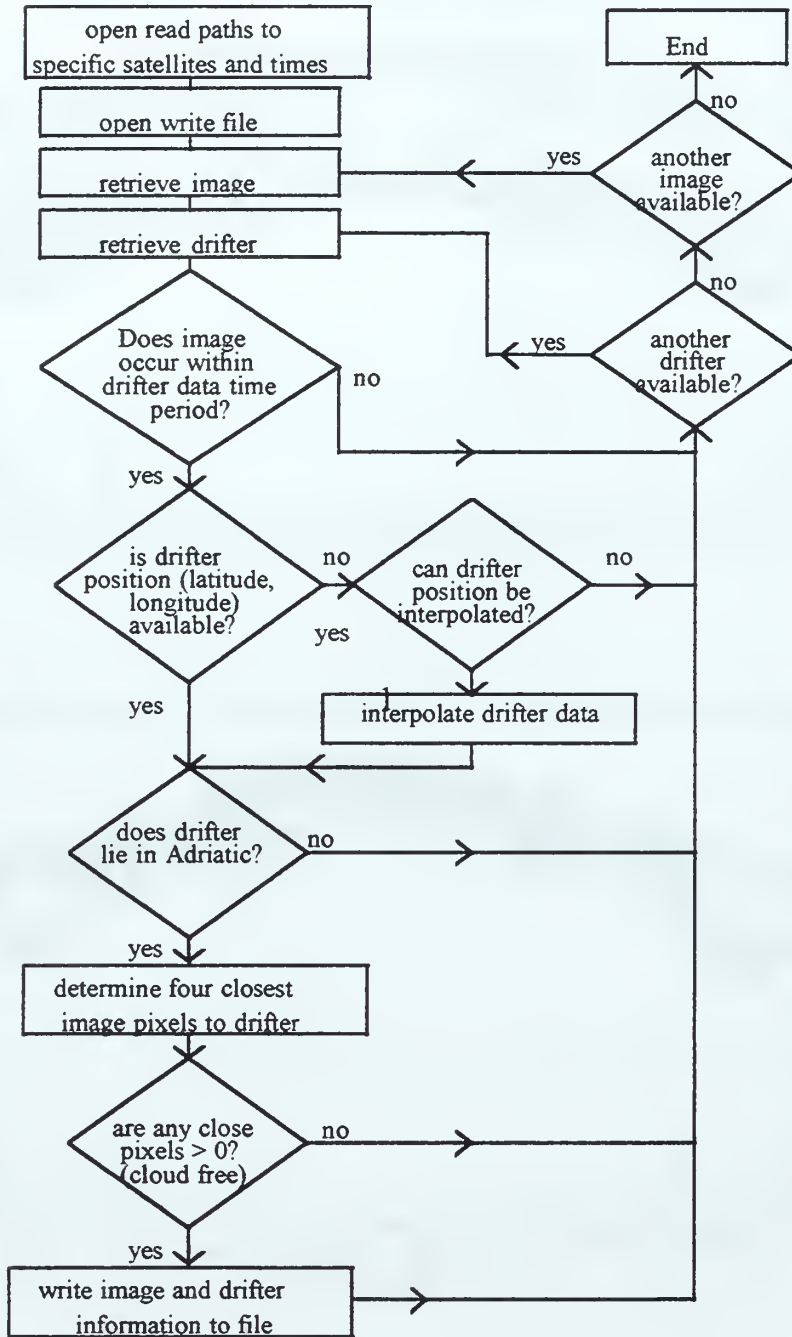 open read paths to
specific satellites and times
End
open write file
no
yes
another
image
available?
retrieve image
retrieve drifter
no
Does image
occur within
drifter data time
period?
yes
another
drifter
available?
no
yes
is drifter
position (latitude,
longitude)
available?
no
can drifter
position be
interpolated?
no
yes
yes
interpolate drifter data
does drifter
lie in Adriatic?
no
yes
determine four closest
image pixels to drifter
are any close
pixels > 0?
(cloud free)
no
yes
write image and drifter
information to file